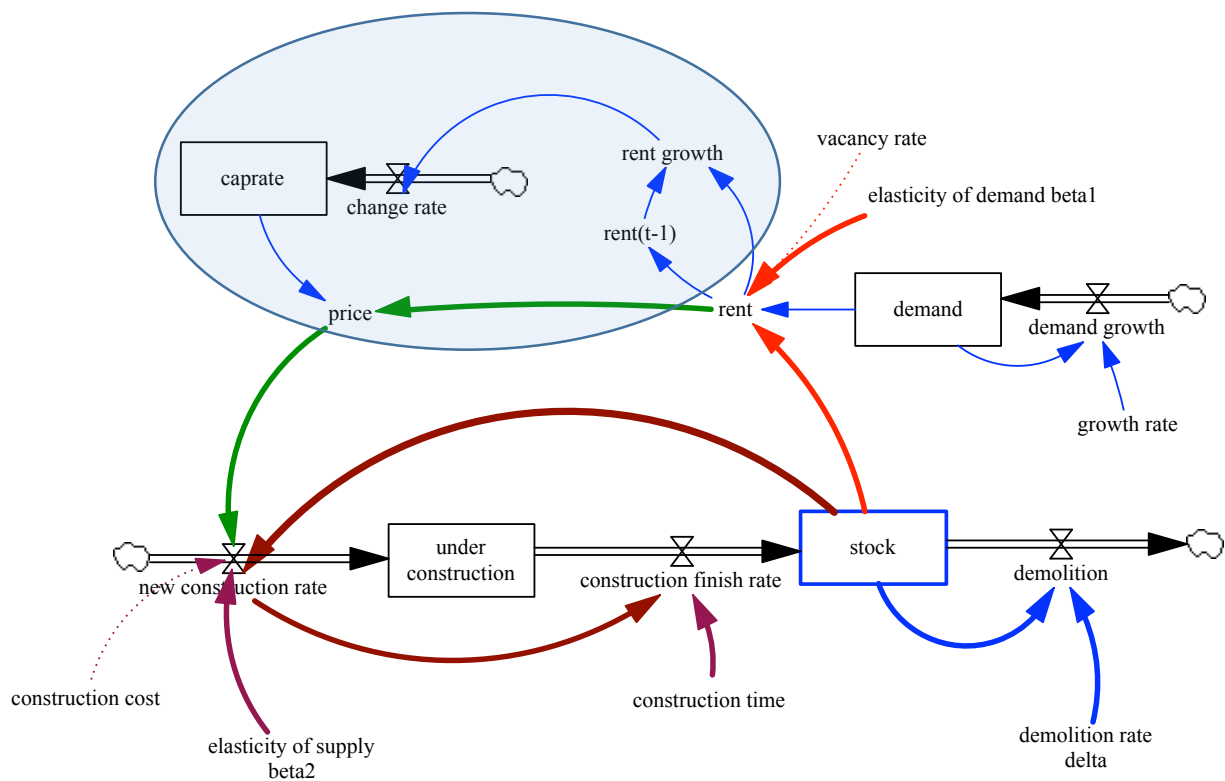 vacancy rate
rent growth
caprate
elasticity of demand beta1
change rate
rent(t-1)
price
rent
demand
demand growth
growth rate
under
construction
stock
new construction rate
construction finish rate
demolition
construction cost
construction time
elasticity of supply
beta2
demolition rate
delta